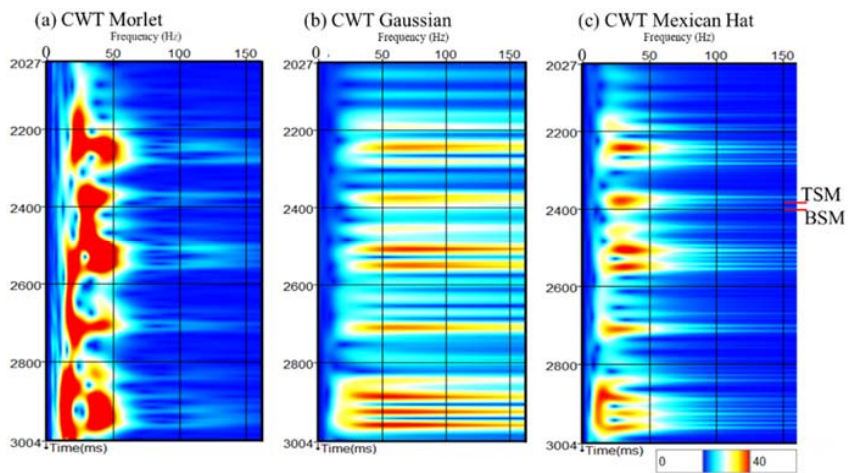 (a) CWT Morlet
Frequency (Hz)
0 50 100 150
2027
2200
2400
2600
2800
3004
Time(ms)
(b) CWT Gaussian
Frequency (Hz)
0 50 100 150
2027
2200
2400
2600
2800
3004
Time(ms)
(c) CWT Mexican Hat
Frequency (Hz)
0 50 100 150
2027
2200
2400
2600
2800
3004
Time(ms)
TSM
BSM
0 40